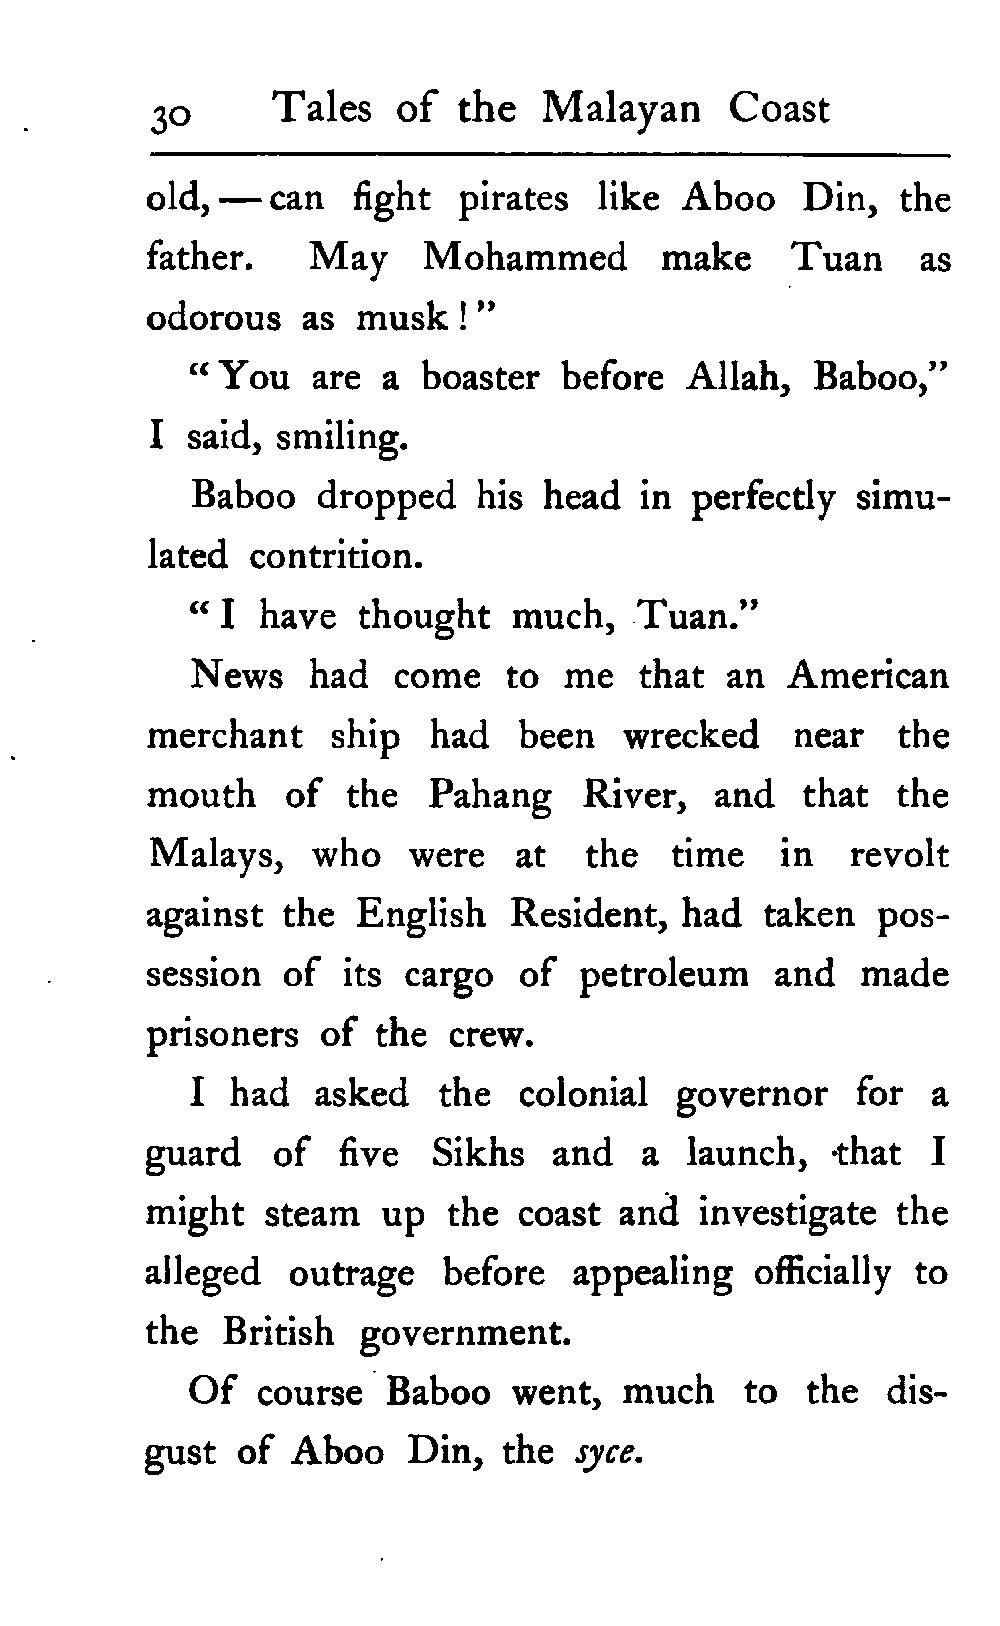 30 Tales of the Malayan Coast
old, — can fight pirates like Aboo Din, the
father. May Mohammed make Tuan as
odorous as musk!"
"You are a boaster before Allah, Baboo,"
I said, smiling.
Baboo dropped his head in perfectly simu-
lated contrition.
"I have thought much, Tuan."
News had come to me that an American
merchant ship had been wrecked near the
mouth of the Pahang River, and that the
Malays, who were at the time in revolt
against the English Resident, had taken pos-
session of its cargo of petroleum and made
prisoners of the crew.
I had asked the colonial governor for a
guard of five Sikhs and a launch, that I
might steam up the coast and investigate the
alleged outrage before appealing officially to
the British government.
Of course Baboo went, much to the dis-
gust of Aboo Din, the syce.